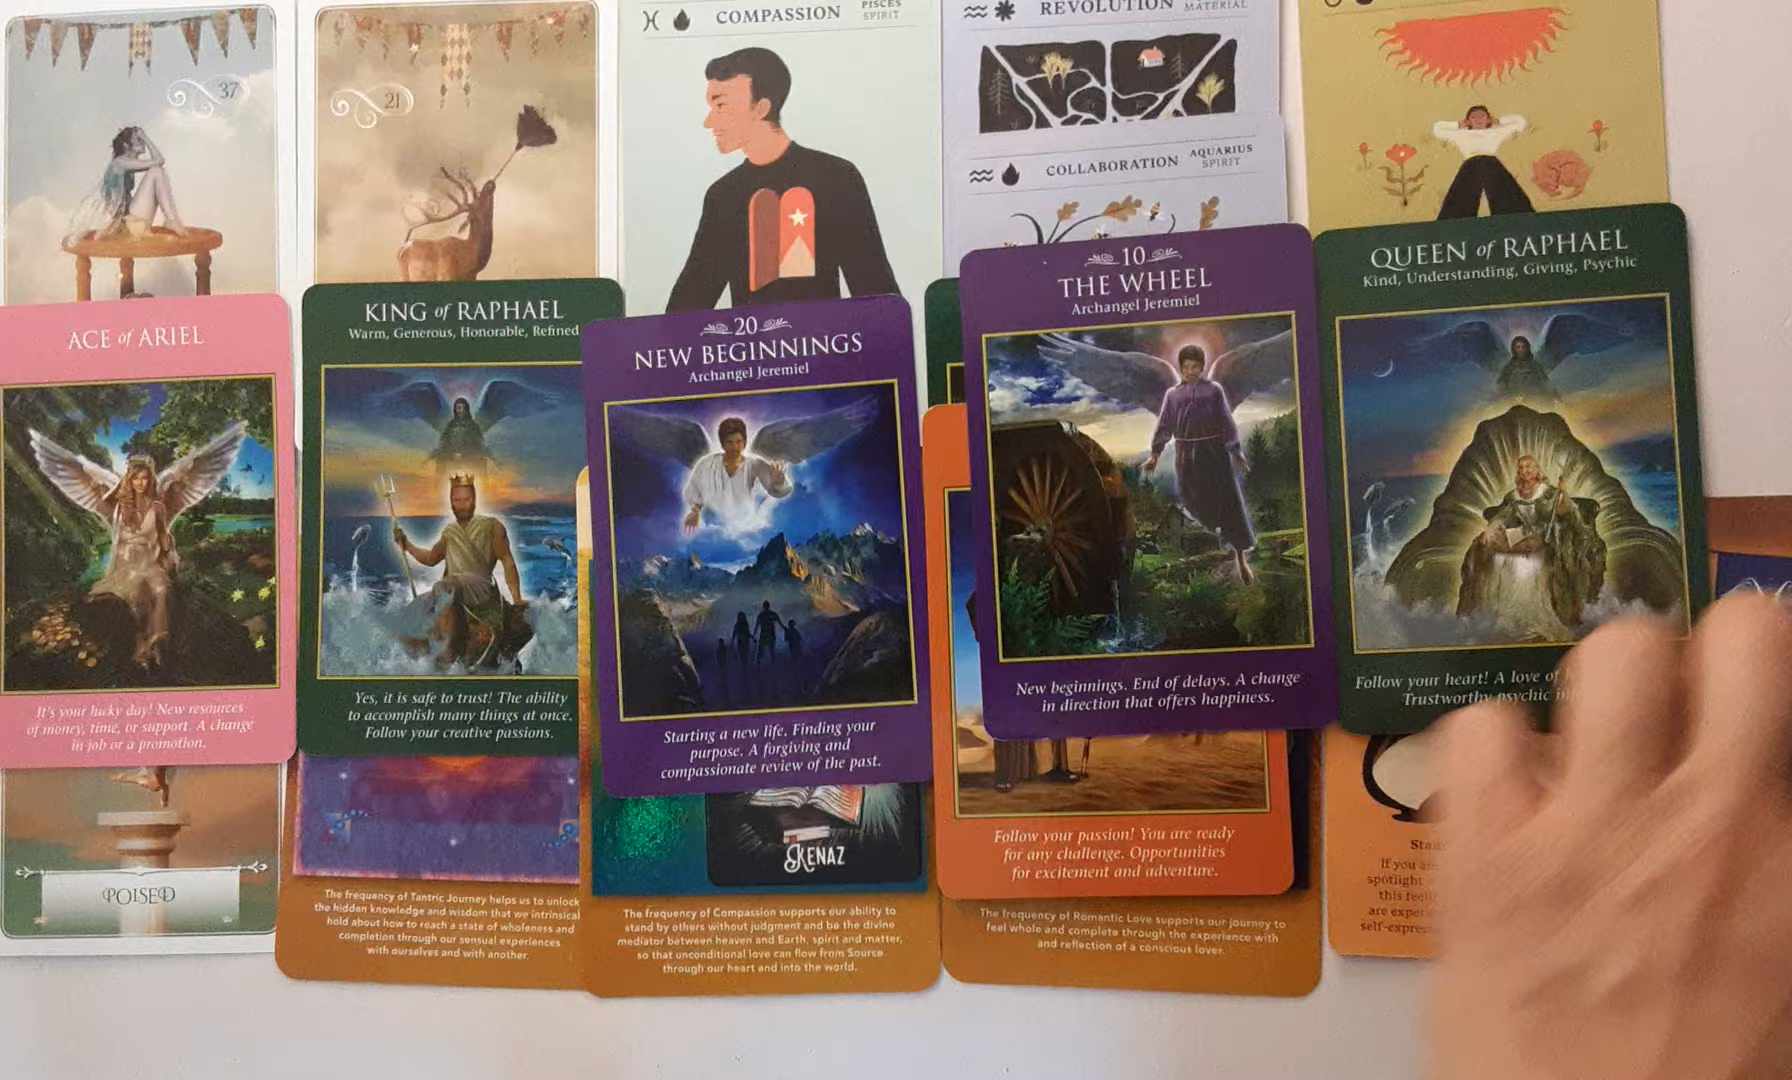 37
21
COMPASSION
PISCES
SPIRIT
REVOLUTION
MATERIAL
COLLABORATION
AQUARIUS
SPIRIT
ACE of ARIEL
It's your lucky day! New resources
of money, time, or support. A change
in job or a promotion.
POISED
KING of RAPHAEL
Warm, Generous, Honorable, Refined
Yes, it is safe to trust! The ability
to accomplish many things at once.
Follow your creative passions.
The frequency of Tantric Journey helps us to unlock
the hidden knowledge and wisdom that we
hold about how to reach a state of wholeness and
completion through our sensual experiences
with ourselves and with another.
20
NEW BEGINNINGS
Archangel Jeremiel
Starting a new life. Finding your
purpose. A forgiving and
compassionate review of the past.
KENAZ
The frequency of Compassion supports our ability to
stand by others without judgment and be the divine
mediator between heaven and Earth, spirit and matter,
so that unconditional love can flow from Source
through our heart and into the world.
10
THE WHEEL
Archangel Jeremiel
New beginnings. End of delays. A change
in direction that offers happiness.
Follow your passion! You are ready
for any challenge. Opportunities
for excitement and adventure.
The frequency of Romantic Love supports our journey to
feel whole and complete through the experience with
and reflection of a conscious lover.
QUEEN of RAPHAEL
Kind, Understanding, Giving, Psychic
Follow your heart! A love of
Trustworthy psychic
If you
spotlight
this
are